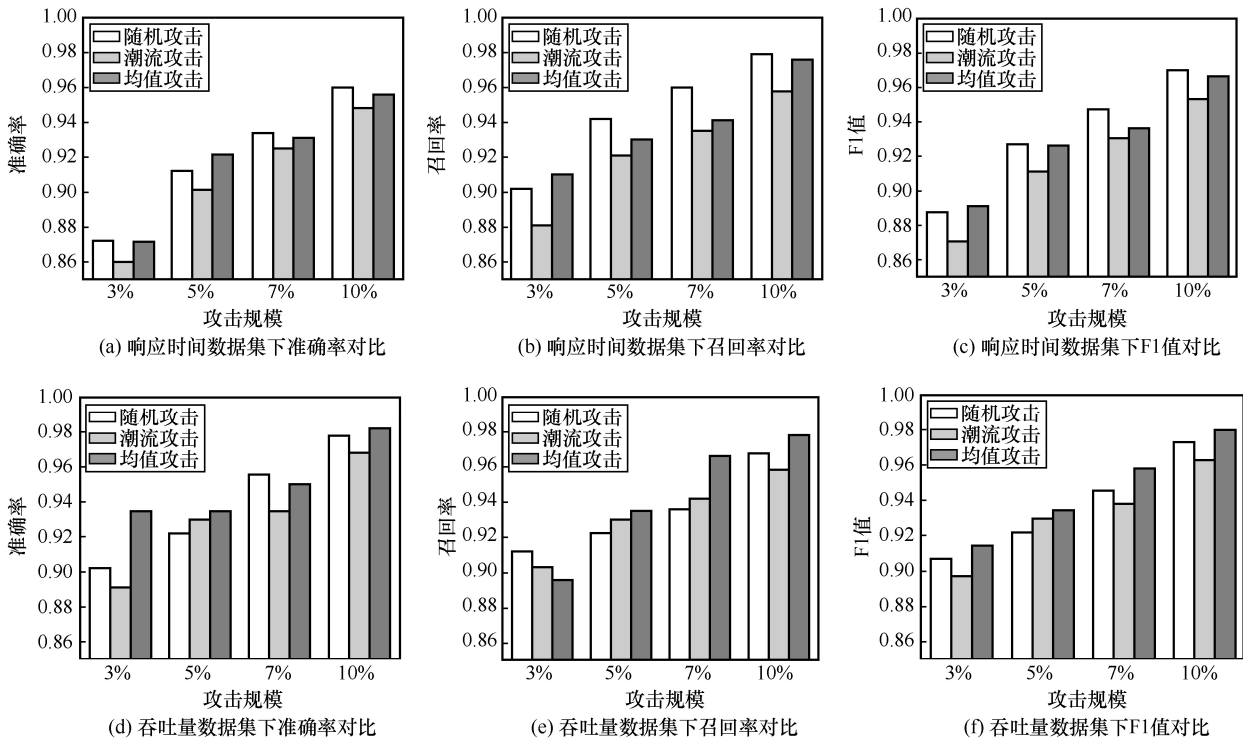 1.00
0.98
0.96
0.94
0.92
0.90
0.88
0.86
准确率
随机攻击
潮流攻击
均值攻击
3% 5% 7% 10%
攻击规模
(a) 响应时间数据集下准确率对比
1.00
0.98
0.96
0.94
0.92
0.90
0.88
0.86
召回率
随机攻击
潮流攻击
均值攻击
3% 5% 7% 10%
攻击规模
(b) 响应时间数据集下召回率对比
1.00
0.98
0.96
0.94
0.92
0.90
0.88
0.86
F1值
随机攻击
潮流攻击
均值攻击
3% 5% 7% 10%
攻击规模
(c) 响应时间数据集下F1值对比
1.00
0.98
0.96
0.94
0.92
0.90
0.88
0.86
准确率
随机攻击
潮流攻击
均值攻击
3% 5% 7% 10%
攻击规模
(d) 吞吐量数据集下准确率对比
1.00
0.98
0.96
0.94
0.92
0.90
0.88
0.86
召回率
随机攻击
潮流攻击
均值攻击
3% 5% 7% 10%
攻击规模
(e) 吞吐量数据集下召回率对比
1.00
0.98
0.96
0.94
0.92
0.90
0.88
0.86
F1值
随机攻击
潮流攻击
均值攻击
3% 5% 7% 10%
攻击规模
(f) 吞吐量数据集下F1值对比